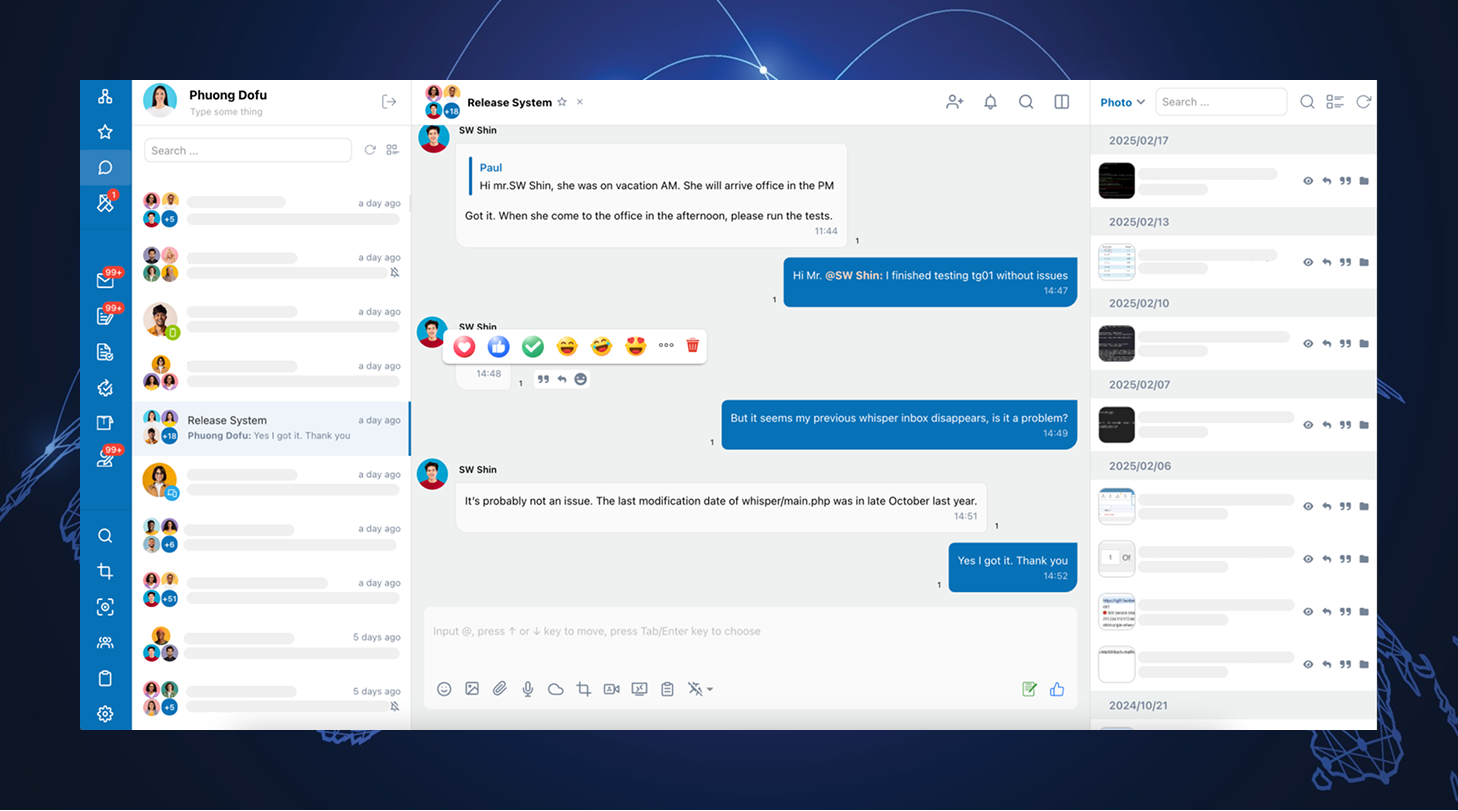 Phuong Dofu
Type some thing
Search ...
1
99+
99+
99+
+5
a day ago
a day ago
a day ago
a day ago
+18
Release System
a day ago
Phuong Dofu: Yes I got it. Thank you
a day ago
+6
a day ago
+51
a day ago
5 days ago
+5
5 days ago
+18
Release System
SW Shin
Paul
Hi mr.SW Shin, she was on vacation AM. She will arrive office in the PM
Got it. When she come to the office in the afternoon, please run the tests.
11:44
1
Hi Mr. @SW Shin: I finished testing tg01 without issues
14:47
1
SW Shin
14:48
1
But it seems my previous whisper inbox disappears, is it a problem?
14:49
1
SW Shin
It's probably not an issue. The last modification date of whisper/main.php was in late October last year.
14:51
1
Yes I got it. Thank you
14:52
1
Input @, press ↑ or ↓ key to move, press Tab/Enter key to choose
Photo
Search ...
2025/02/17
2025/02/13
2025/02/10
2025/02/07
2025/02/06
1 Of
2024/10/21